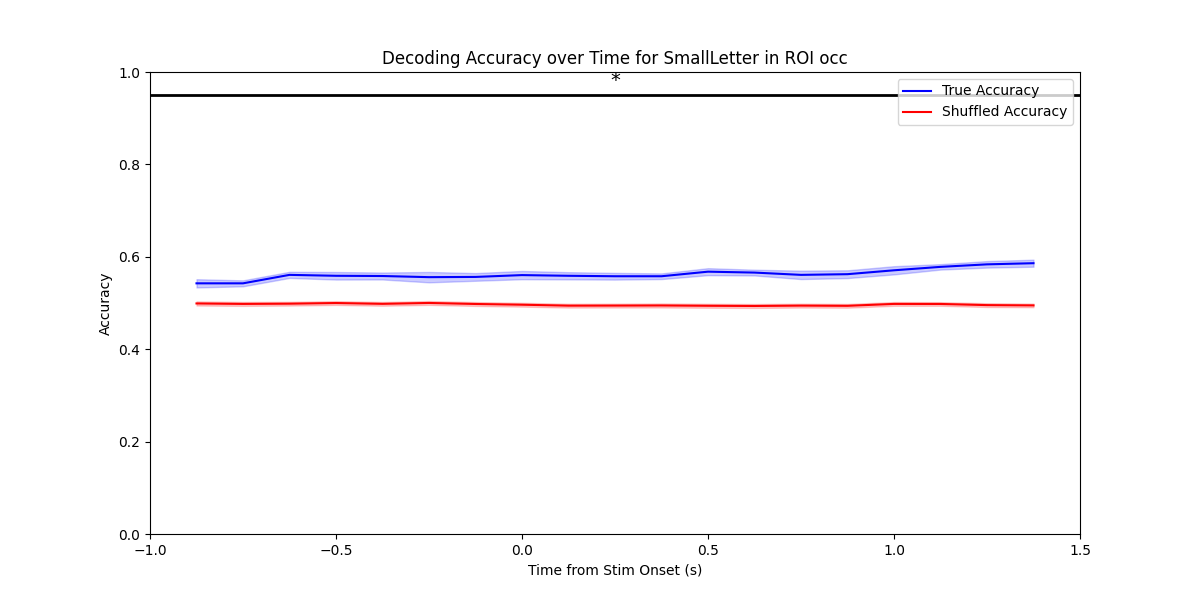 Decoding Accuracy over Time for SmallLetter in ROI occ
*
True Accuracy
Shuffled Accuracy
1.0
0.8
0.6
0.4
0.2
0.0
Accuracy
−1.0
−0.5
0.0
0.5
1.0
1.5
Time from Stim Onset (s)